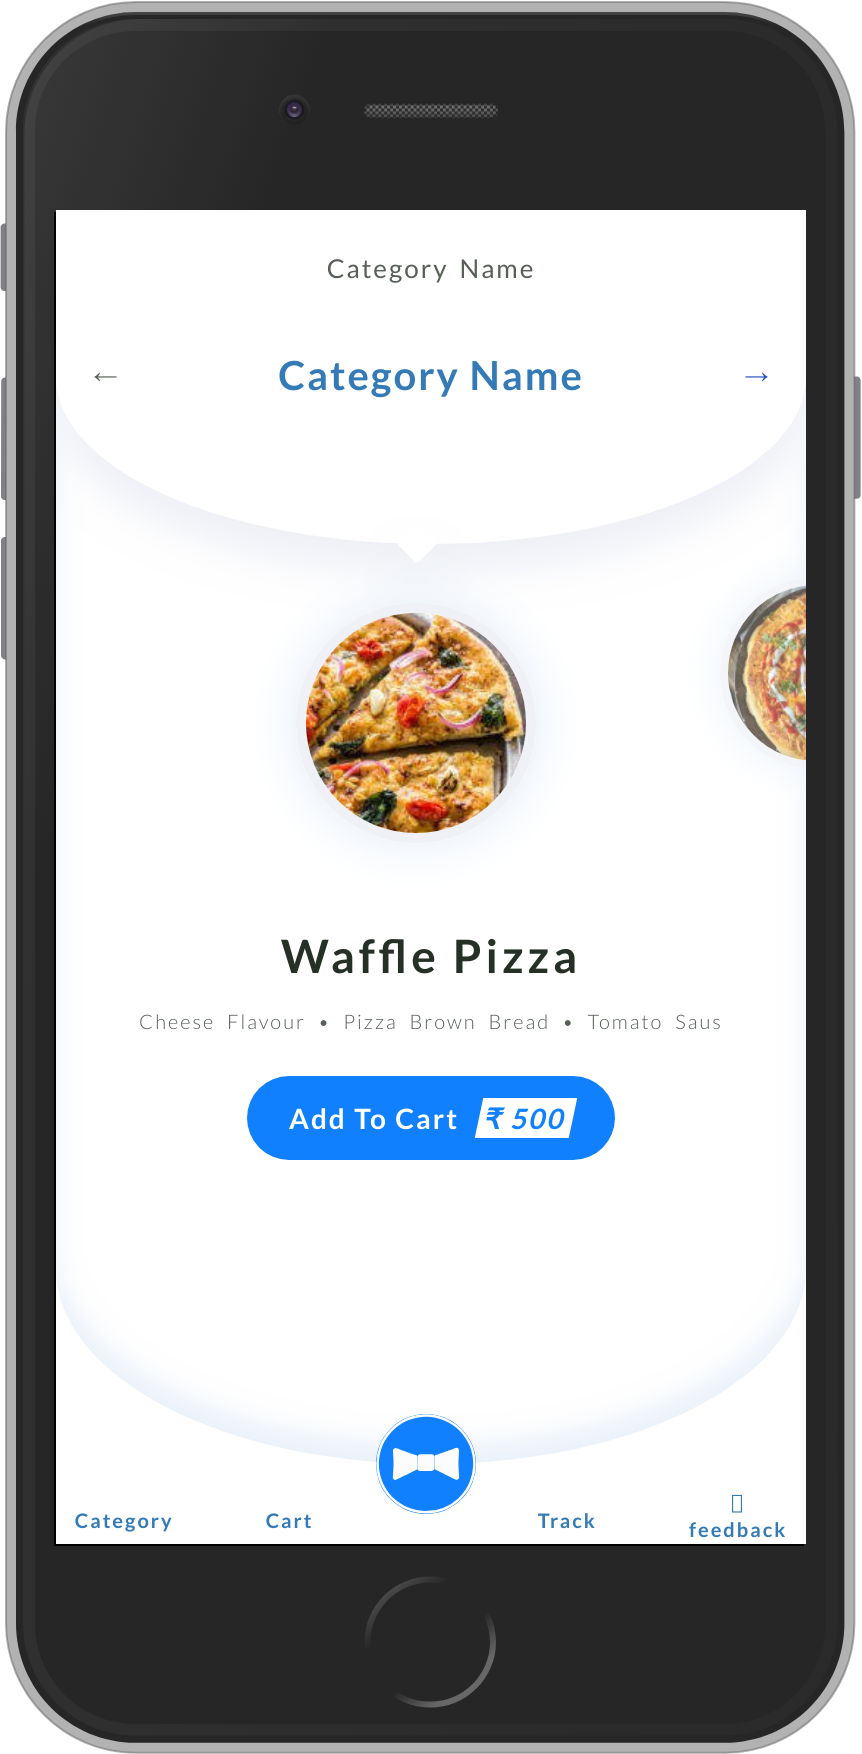 Category Name
← Category Name →
Waffle Pizza
Cheese Flavour • Pizza Brown Bread • Tomato Saus
Add To Cart ₹ 500
Category Cart Track feedback